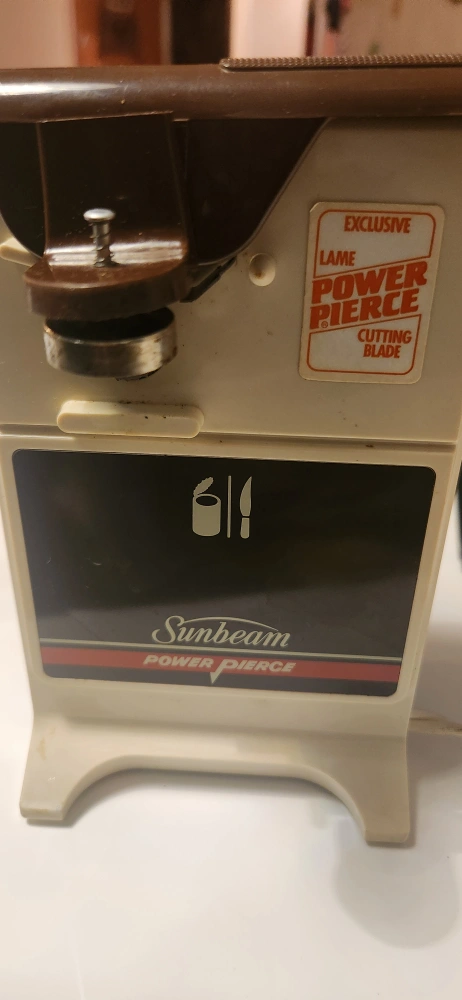 EXCLUSIVE
LAME
POWER
PIERCE
®
CUTTING
BLADE
Sunbeam
POWER PIERCE